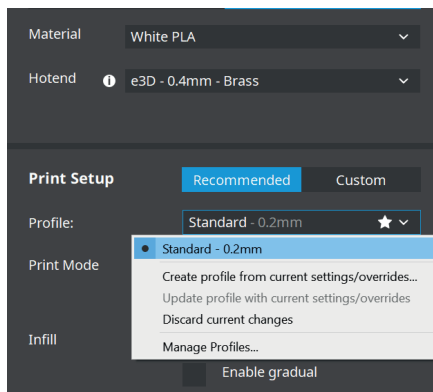 Material White PLA
Hotend e3D - 0.4mm - Brass
Print Setup Recommended Custom
Profile: Standard - 0.2mm
Standard - 0.2mm
Print Mode
Create profile from current settings/overrides...
Update profile with current settings/overrides
Discard current changes
Infill
Manage Profiles...
Enable gradual